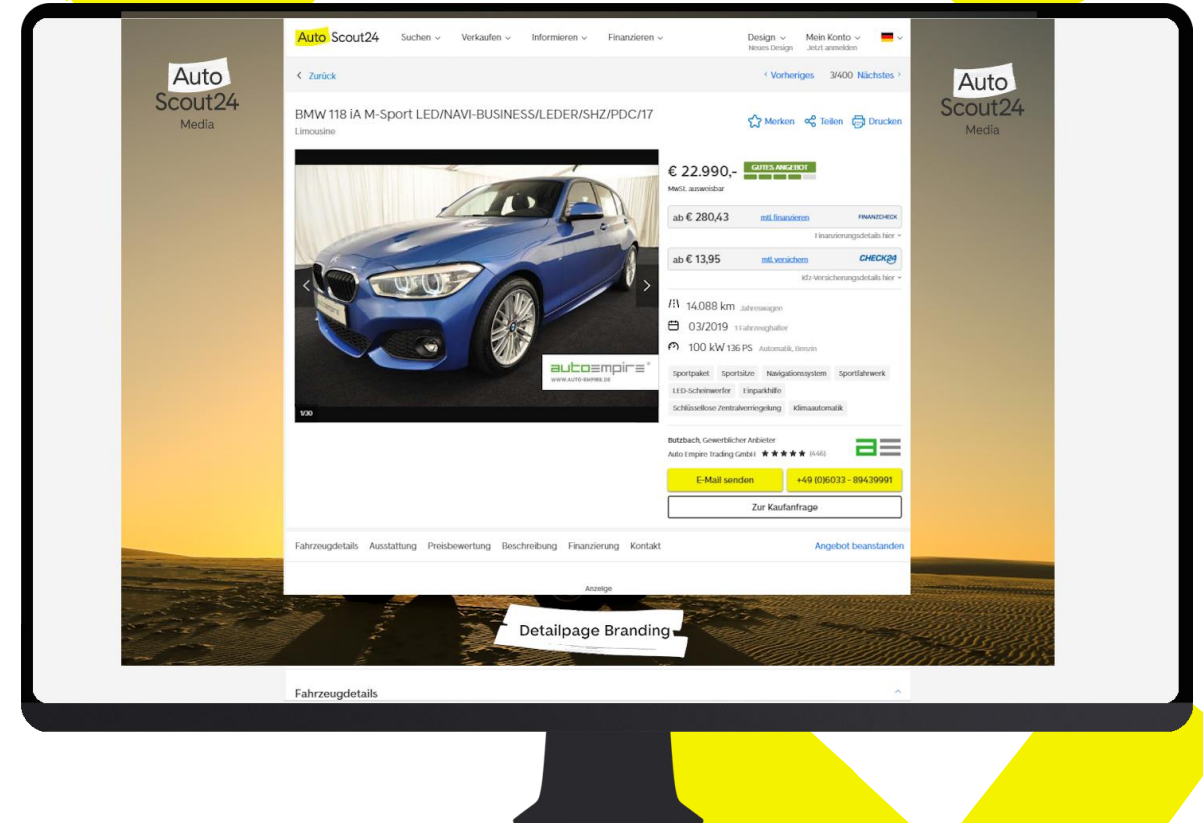 Auto Scout24 Suchen Verkaufen Informieren Finanzieren Design Mein Konto
Neues Design Jetzt anmelden
Auto
Scout24
Media
Auto
Scout24
Media
Zurück Vorheriges 3/400 Nächstes
BMW 118 iA M-Sport LED/NAVI-BUSINESS/LEDER/SHZ/PDC/17
Limousine
Merken Teilen Drucken
€ 22.990,- GUTES ANGEBOT
MwSt. ausweisbar
ab € 280,43 mtl. finanzieren FINANZCHECK
Finanzierungsdetails hier
ab € 13,95 mtl. versichern CHECK24
Kfz-Versicherungsdetails hier
14.088 km Jahreswagen
03/2019 1 Fahrzeughalter
100 kW 136 PS Automatik, Benzin
Sportpaket Sportsitze Navigationssystem Sportfahrwerk
LED-Scheinwerfer Einparkhilfe
Schlüssellose Zentralverriegelung Klimaautomatik
autoempire
WWW.AUTO-EMPIRE.DE
1/30
Butzbach, Gewerblicher Anbieter
Auto Empire Trading GmbH ★★★★★ (446)
ae
E-Mail senden +49 (0)6033 - 89439991
Zur Kaufanfrage
Fahrzeugdetails Ausstattung Preisbewertung Beschreibung Finanzierung Kontakt Angebot beanstanden
Anzeige
Detailpage Branding
Fahrzeugdetails